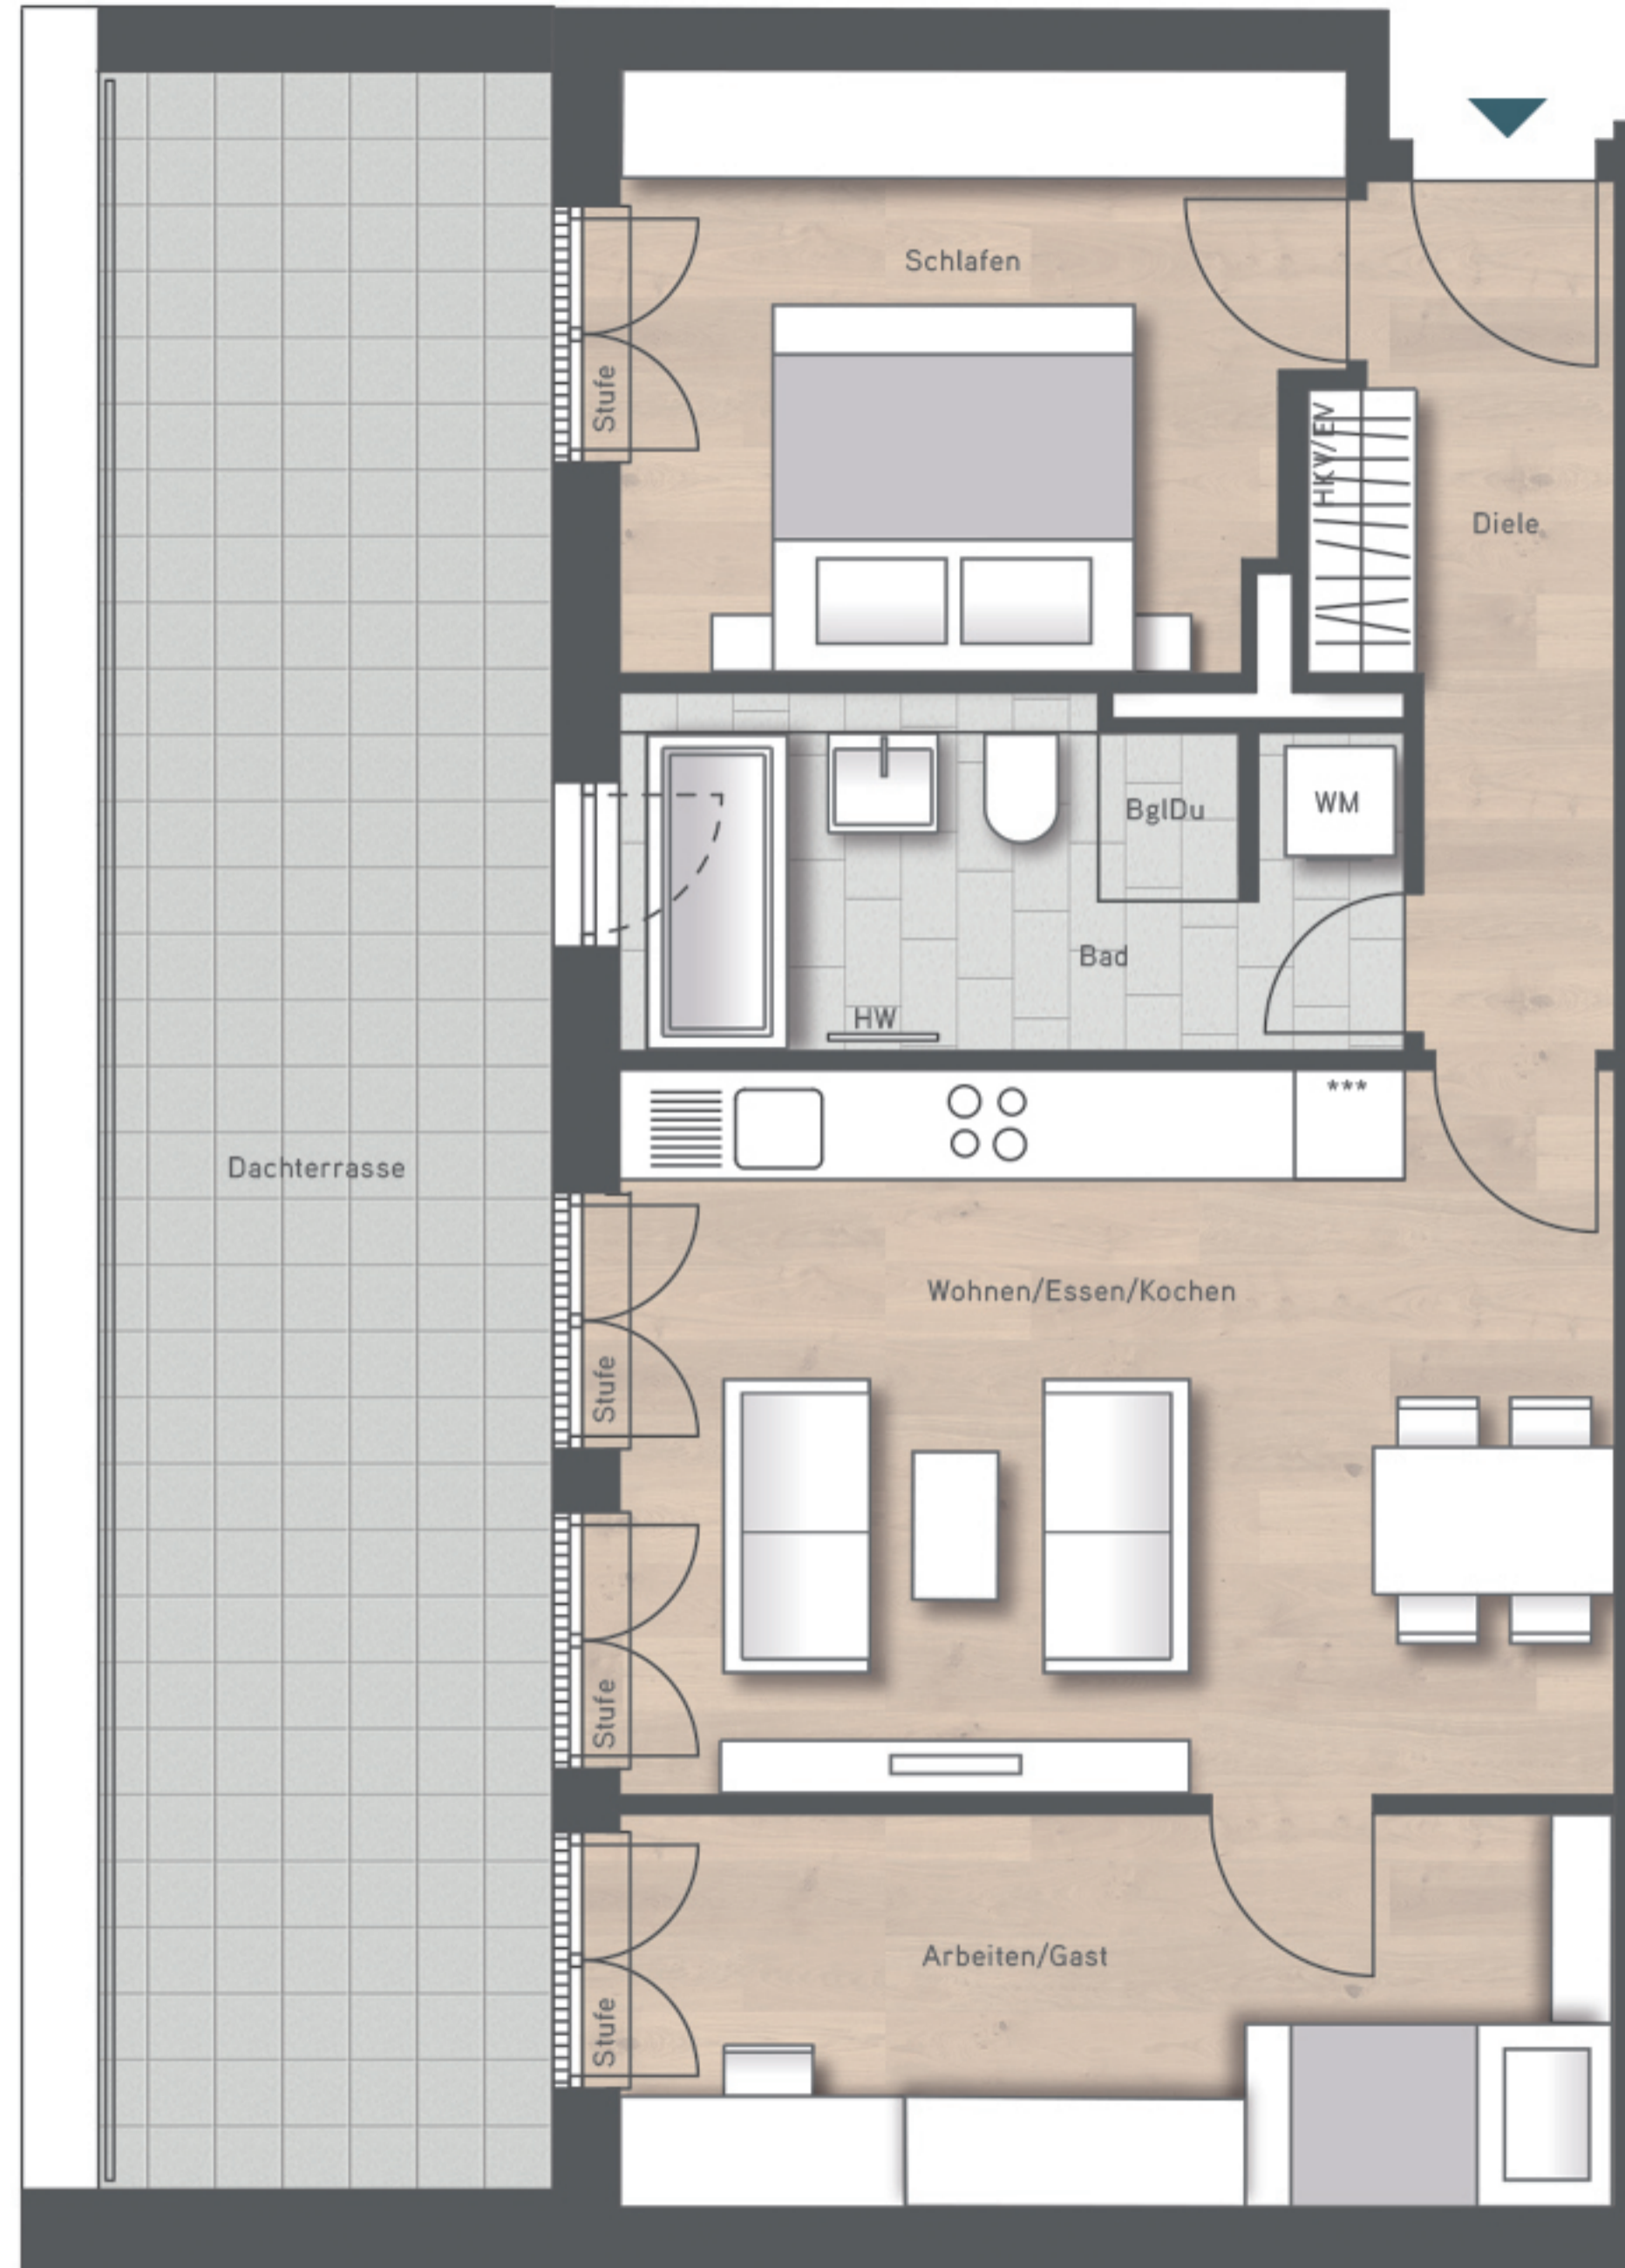 Schlafen
Stufe
HKV/EV
Diele
BglDu
WM
Bad
HW
***
Dachterrasse
Wohnen/Essen/Kochen
Stufe
Stufe
Arbeiten/Gast
Stufe